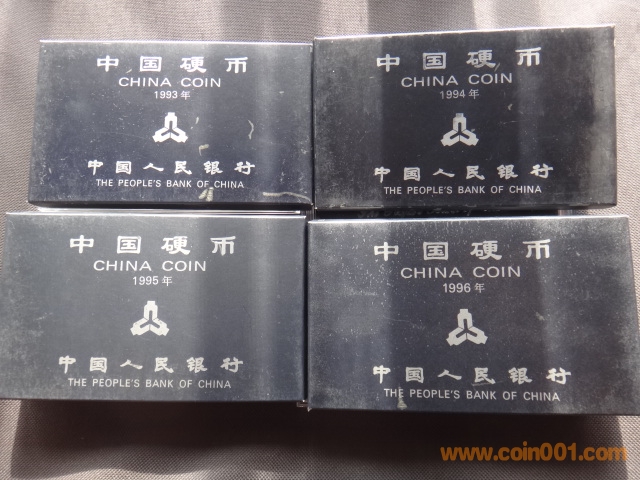 中国硬币
CHINA COIN
1993年
中国人民银行
THE PEOPLE'S BANK OF CHINA
中国硬币
CHINA COIN
1994年
中国人民银行
THE PEOPLE'S BANK OF CHINA
中国硬币
CHINA COIN
1995年
中国人民银行
THE PEOPLE'S BANK OF CHINA
中国硬币
CHINA COIN
1996年
中国人民银行
THE PEOPLE'S BANK OF CHINA
www.coin001.com